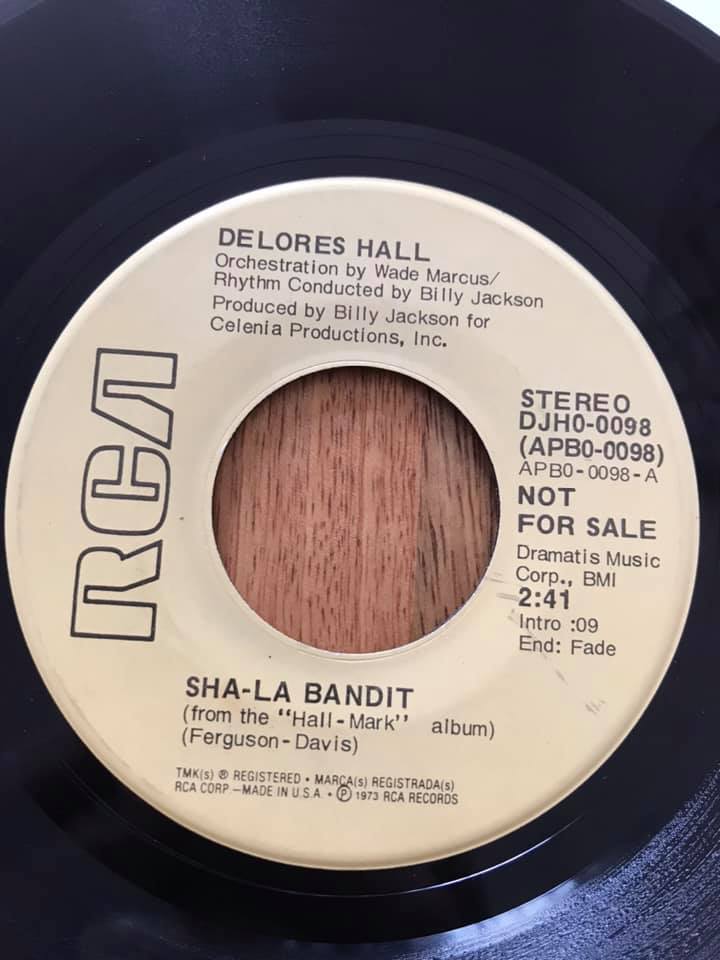 DELORES HALL
Orchestration by Wade Marcus/
Rhythm Conducted by Billy Jackson
Produced by Billy Jackson for
Celenia Productions, Inc.
RCA
STEREO
DJHO-0098
(APBO-0098)
APBO-0098-A
NOT
FOR SALE
Dramatis Music
Corp., BMI
2:41
Intro :09
End: Fade
SHA-LA BANDIT
(from the "Hall-Mark" album)
(Ferguson-Davis)
TMK(s) ® REGISTERED • MARCA(s) REGISTRADA(s)
RCA CORP—MADE IN U.S.A. • ℗ 1973 RCA RECORDS